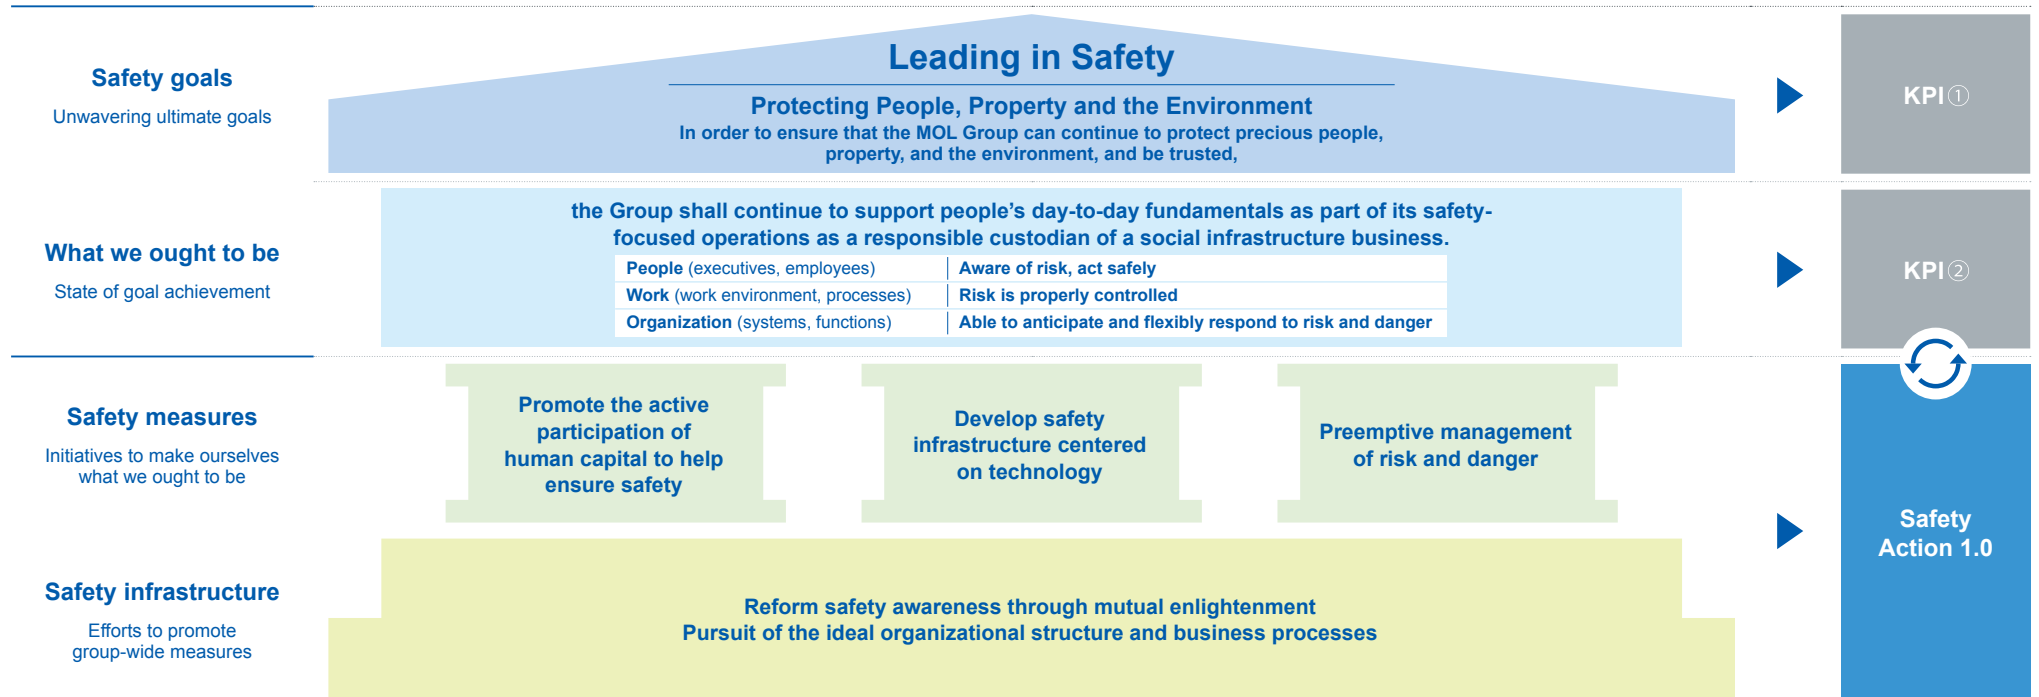 Safety goals
Unwavering ultimate goals
Leading in Safety
Protecting People, Property and the Environment
In order to ensure that the MOL Group can continue to protect precious people,
property, and the environment, and be trusted,
KPI①
What we ought to be
State of goal achievement
the Group shall continue to support people’s day-to-day fundamentals as part of its safety-
focused operations as a responsible custodian of a social infrastructure business.
People (executives, employees) Aware of risk, act safely
Work (work environment, processes) Risk is properly controlled
Organization (systems, functions) Able to anticipate and flexibly respond to risk and danger
KPI②
Safety measures
Initiatives to make ourselves
what we ought to be
Promote the active
participation of
human capital to help
ensure safety
Develop safety
infrastructure centered
on technology
Preemptive management
of risk and danger
Safety
Action 1.0
Safety infrastructure
Efforts to promote
group-wide measures
Reform safety awareness through mutual enlightenment
Pursuit of the ideal organizational structure and business processes